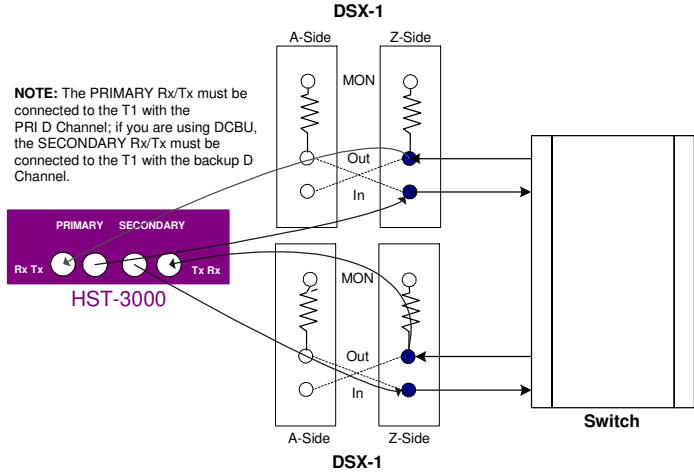 DSX-1
A-Side
Z-Side
MON
NOTE: The PRIMARY Rx/Tx must be
connected to the T1 with the
PRI D Channel; if you are using DCBU,
the SECONDARY Rx/Tx must be
connected to the T1 with the backup D
Channel.
Out
In
PRIMARY
SECONDARY
Rx Tx
Tx Rx
HST-3000
MON
Out
In
A-Side
Z-Side
DSX-1
Switch